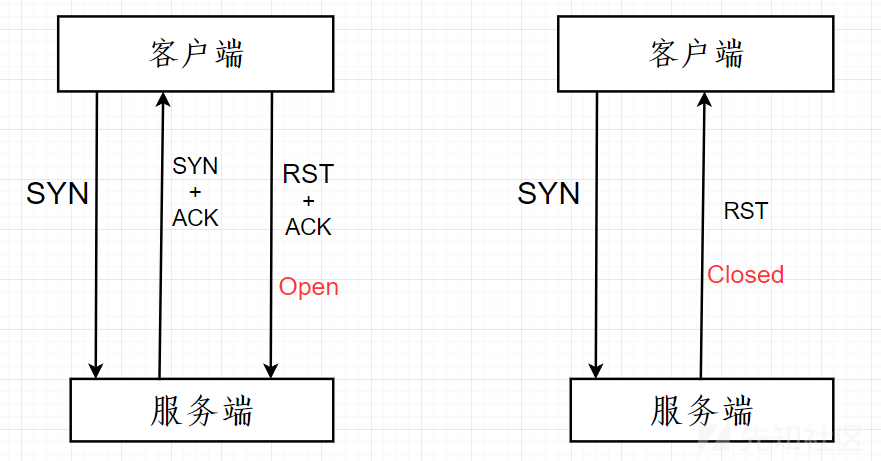 客户端
SYN
SYN
+
ACK
RST
+
ACK
Open
服务端
客户端
SYN
RST
Closed
服务端
先知社区